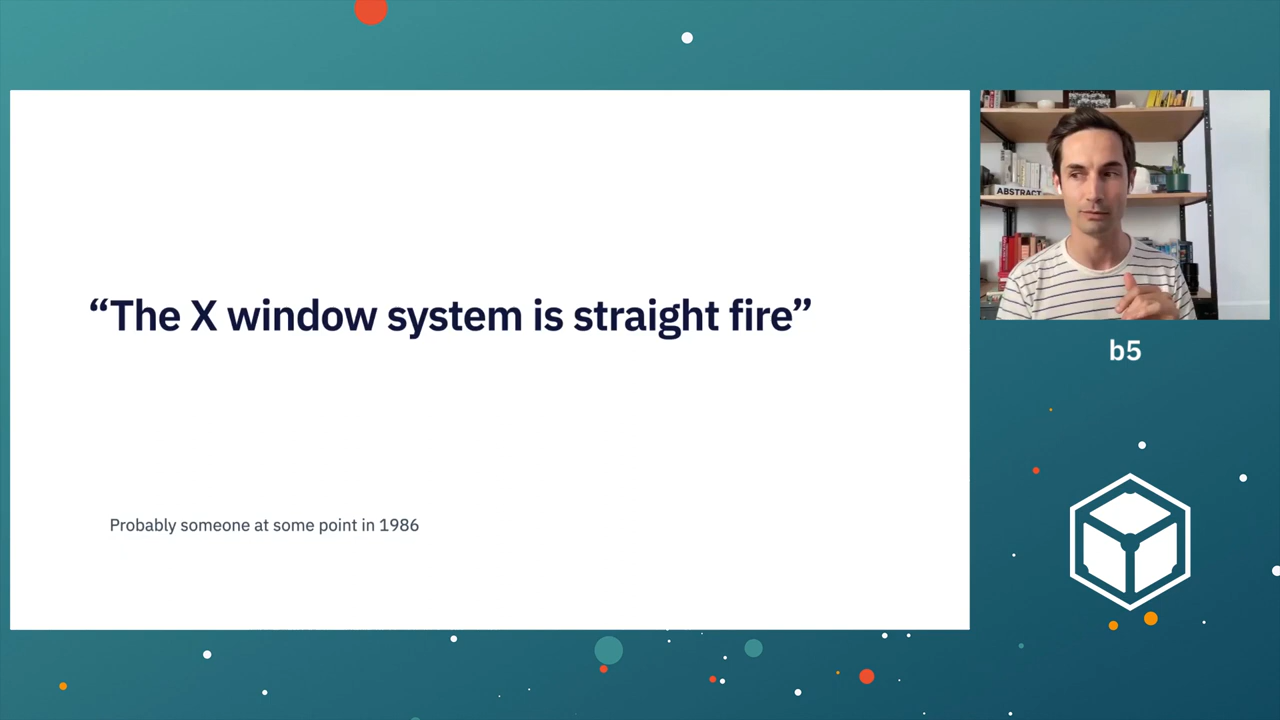 “The X window system is straight fire”
Probably someone at some point in 1986
ABSTRACT
b5